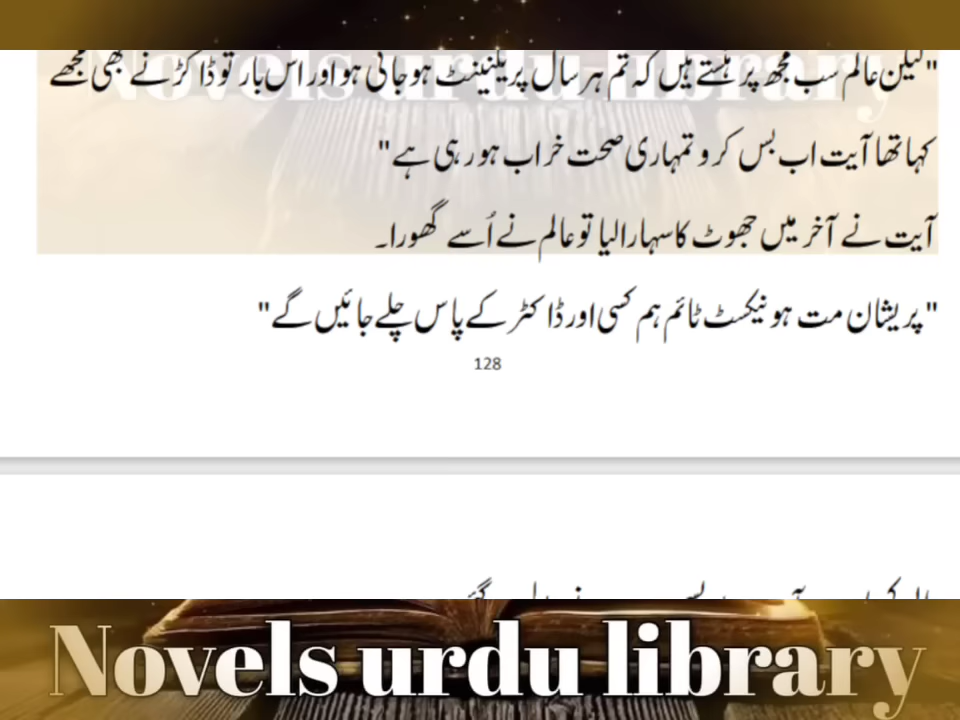 "لیکن عالم سب مجھ پر ہنستے ہیں کہ تم ہر سال پریگنینٹ ہو جاتی ہو اور اس بار تو ڈاکڑ نے بھی مجھے
کہا تھا آیت اب بس کرو تمہاری صحت خراب ہو رہی ہے"
آیت نے آخر میں جھوٹ کا سہارا لیا تو عالم نے اُسے گھورا۔
"پریشان مت ہو نیکسٹ ٹائم ہم کسی اور ڈاکٹر کے پاس چلے جائیں گے"
128
Novels urdu library